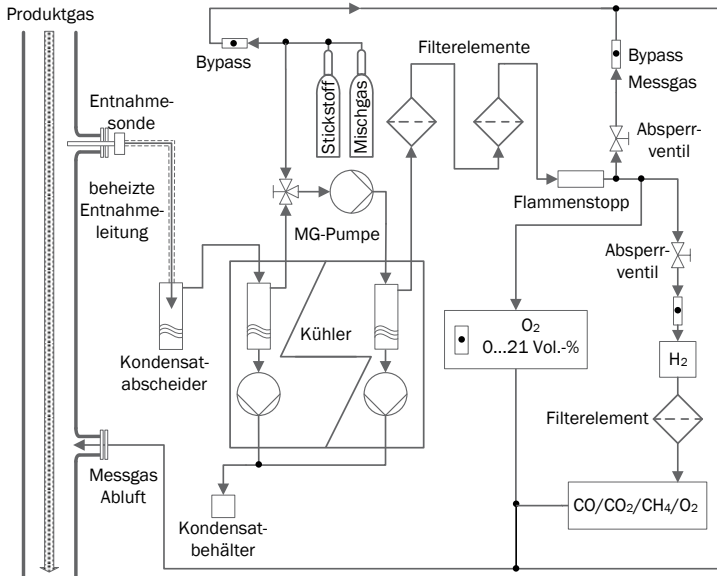 Produktgas
Bypass
Stickstoff
Mischgas
Filterelemente
Bypass
Messgas
Entnahme-
sonde
Absperr-
ventil
beheizte
Entnahme-
leitung
MG-Pumpe
Flammenstopp
Absperr-
ventil
Kühler
O₂
0...21 Vol.-%
H₂
Kondensat-
abscheider
Filterelement
Messgas
Abluft
CO/CO₂/CH₄/O₂
Kondensat-
behälter